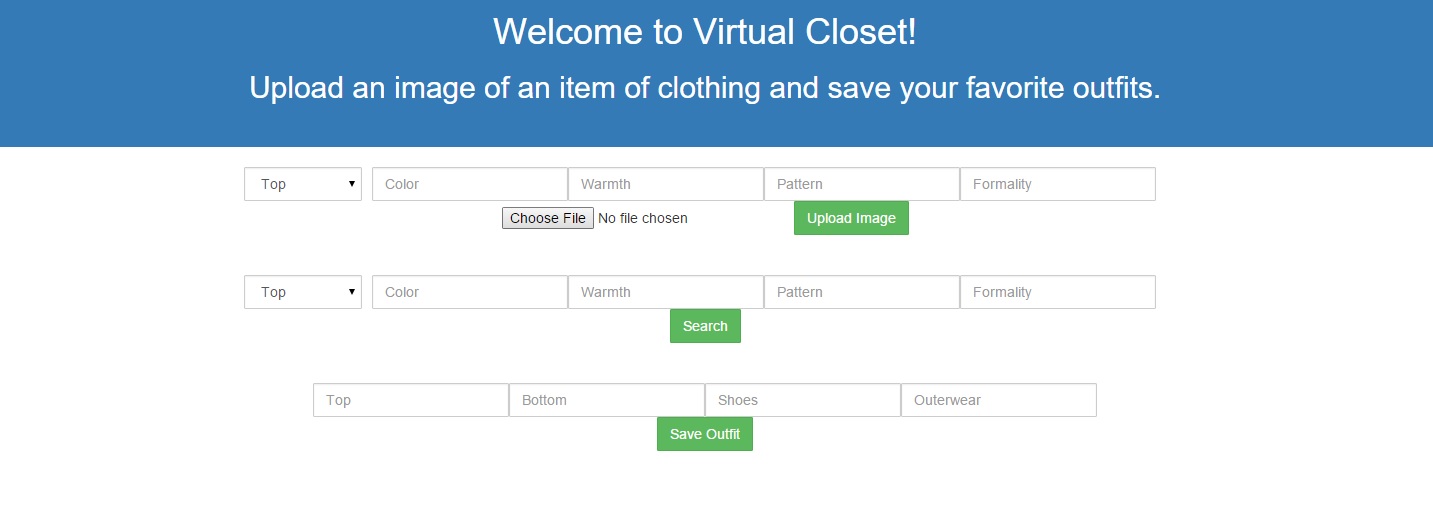 Welcome to Virtual Closet!
Upload an image of an item of clothing and save your favorite outfits.
Top Color Warmth Pattern Formality
Choose File No file chosen Upload Image
Top Color Warmth Pattern Formality
Search
Top Bottom Shoes Outerwear
Save Outfit